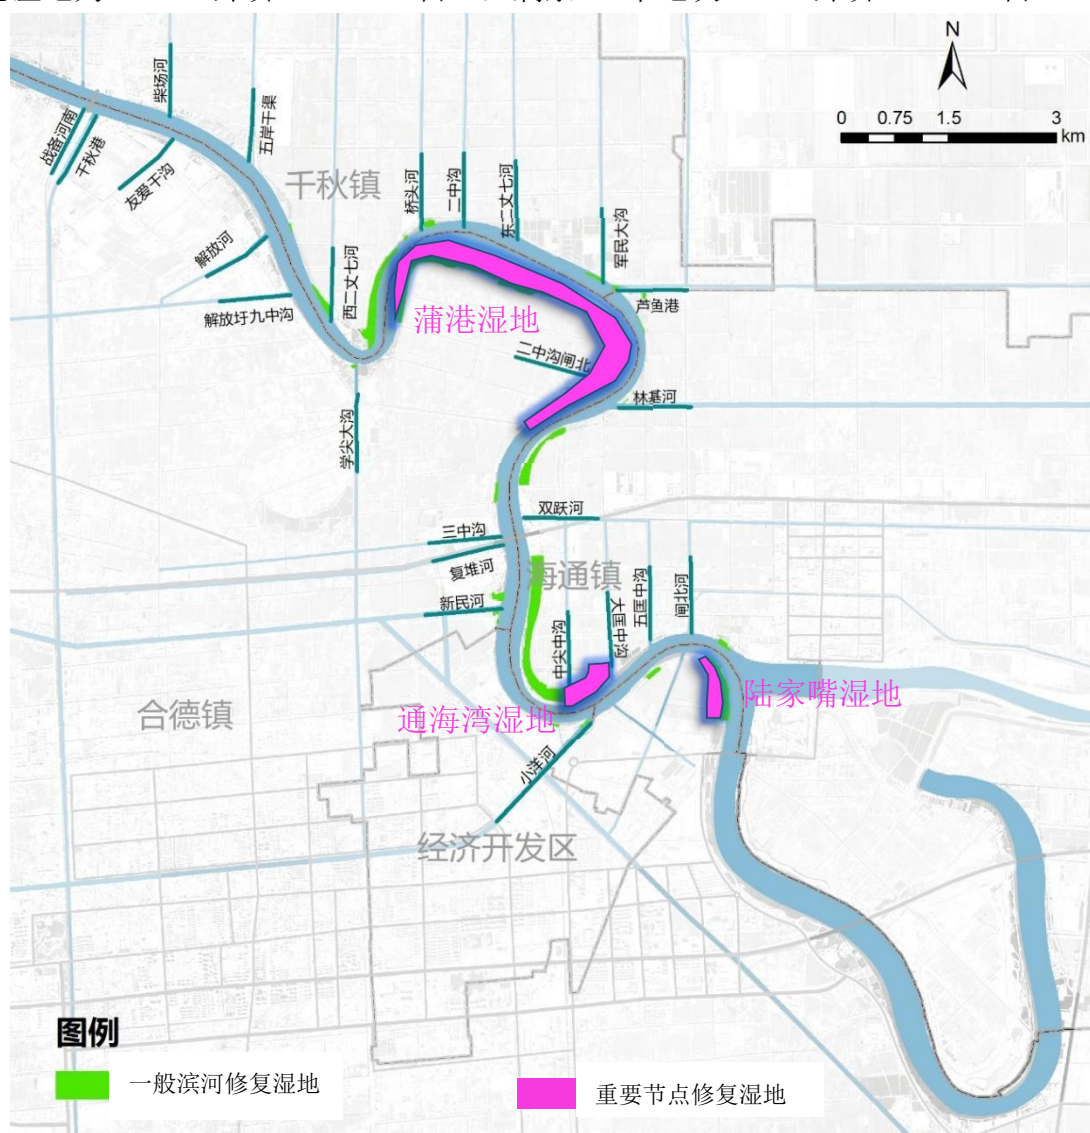 N
0 0.75 1.5 3
km
柴场河
五岸干渠
战备河南
千秋港
友爱干沟
千秋镇
桥头河
二中沟
东二丈七河
军民大沟
解放河
西二丈七河
解放圩九中沟
芦鱼港
蒲港湿地
二中沟闸北
林基河
学尖大沟
双跃河
三中沟
复堆河
海通镇
新民河
中尖中沟
大匡中沟
五匡中沟
闸北河
陆家嘴湿地
合德镇
通海湾湿地
小洋河
经济开发区
图例
一般滨河修复湿地
重要节点修复湿地